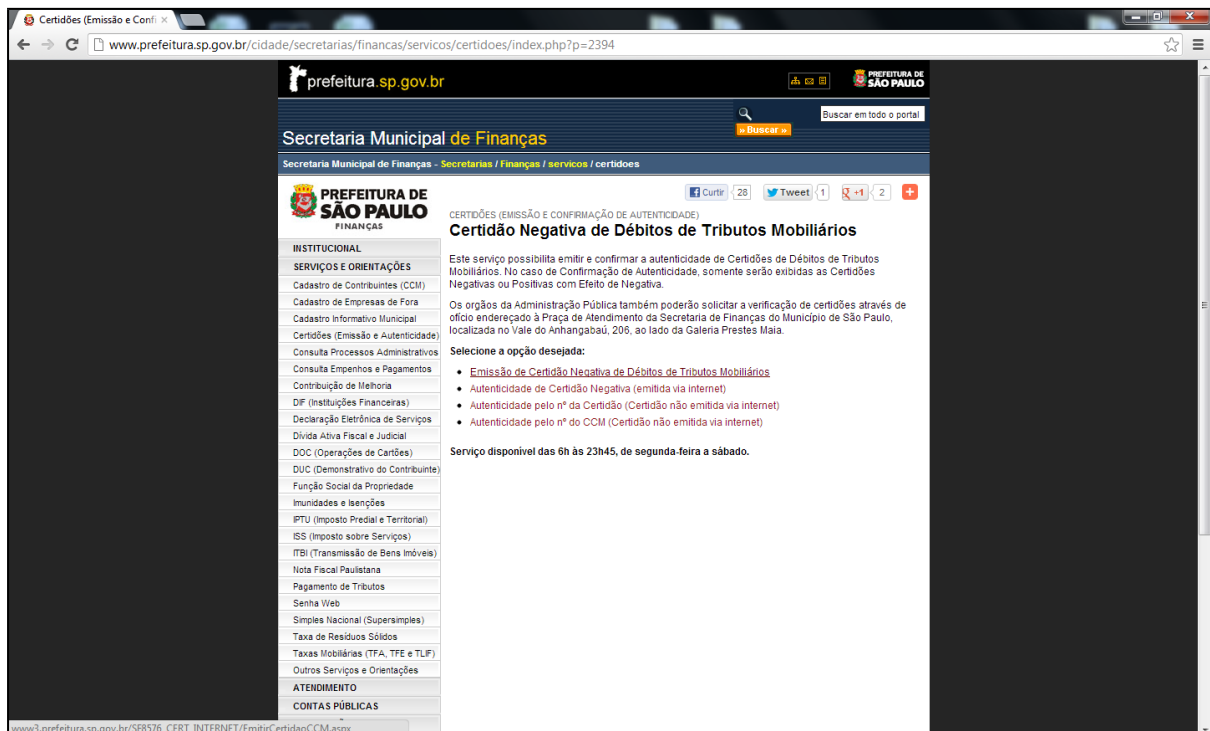 Certidões (Emissão e Confi
www.prefeitura.sp.gov.br/cidade/secretarias/financas/servicos/certidoes/index.php?p=2394
prefeitura.sp.gov.br
PREFEITURA DE
SÃO PAULO
Buscar em todo o portal
» Buscar »
Secretaria Municipal de Finanças
Secretaria Municipal de Finanças - Secretarias / Finanças / servicos / certidoes
PREFEITURA DE
SÃO PAULO
FINANÇAS
Curtir 28 Tweet 1 +1 2
INSTITUCIONAL
SERVIÇOS E ORIENTAÇÕES
Cadastro de Contribuintes (CCM)
Cadastro de Empresas de Fora
Cadastro Informativo Municipal
Certidões (Emissão e Autenticidade)
Consulta Processos Administrativos
Consulta Empenhos e Pagamentos
Contribuição de Melhoria
DIF (Instituições Financeiras)
Declaração Eletrônica de Serviços
Dívida Ativa Fiscal e Judicial
DOC (Operações de Cartões)
DUC (Demonstrativo do Contribuinte)
Função Social da Propriedade
Imunidades e Isenções
IPTU (Imposto Predial e Territorial)
ISS (Imposto sobre Serviços)
ITBI (Transmissão de Bens Imóveis)
Nota Fiscal Paulistana
Pagamento de Tributos
Senha Web
Simples Nacional (Supersimples)
Taxa de Resíduos Sólidos
Taxas Mobiliárias (TFA, TFE e TLIF)
Outros Serviços e Orientações
ATENDIMENTO
CONTAS PÚBLICAS
CERTIDÕES (EMISSÃO E CONFIRMAÇÃO DE AUTENTICIDADE)
Certidão Negativa de Débitos de Tributos Mobiliários
Este serviço possibilita emitir e confirmar a autenticidade de Certidões de Débitos de Tributos
Mobiliários. No caso de Confirmação de Autenticidade, somente serão exibidas as Certidões
Negativas ou Positivas com Efeito de Negativa.
Os orgãos da Administração Pública também poderão solicitar a verificação de certidões através de
ofício endereçado à Praça de Atendimento da Secretaria de Finanças do Município de São Paulo,
localizada no Vale do Anhangabaú, 206, ao lado da Galeria Prestes Maia.
Selecione a opção desejada:
Emissão de Certidão Negativa de Débitos de Tributos Mobiliários
Autenticidade de Certidão Negativa (emitida via internet)
Autenticidade pelo nº da Certidão (Certidão não emitida via internet)
Autenticidade pelo nº do CCM (Certidão não emitida via internet)
Serviço disponível das 6h às 23h45, de segunda-feira a sábado.
www3.prefeitura.sp.gov.br/SF8576_CERT_INTERNET/EmitirCertidaoCCM.aspx